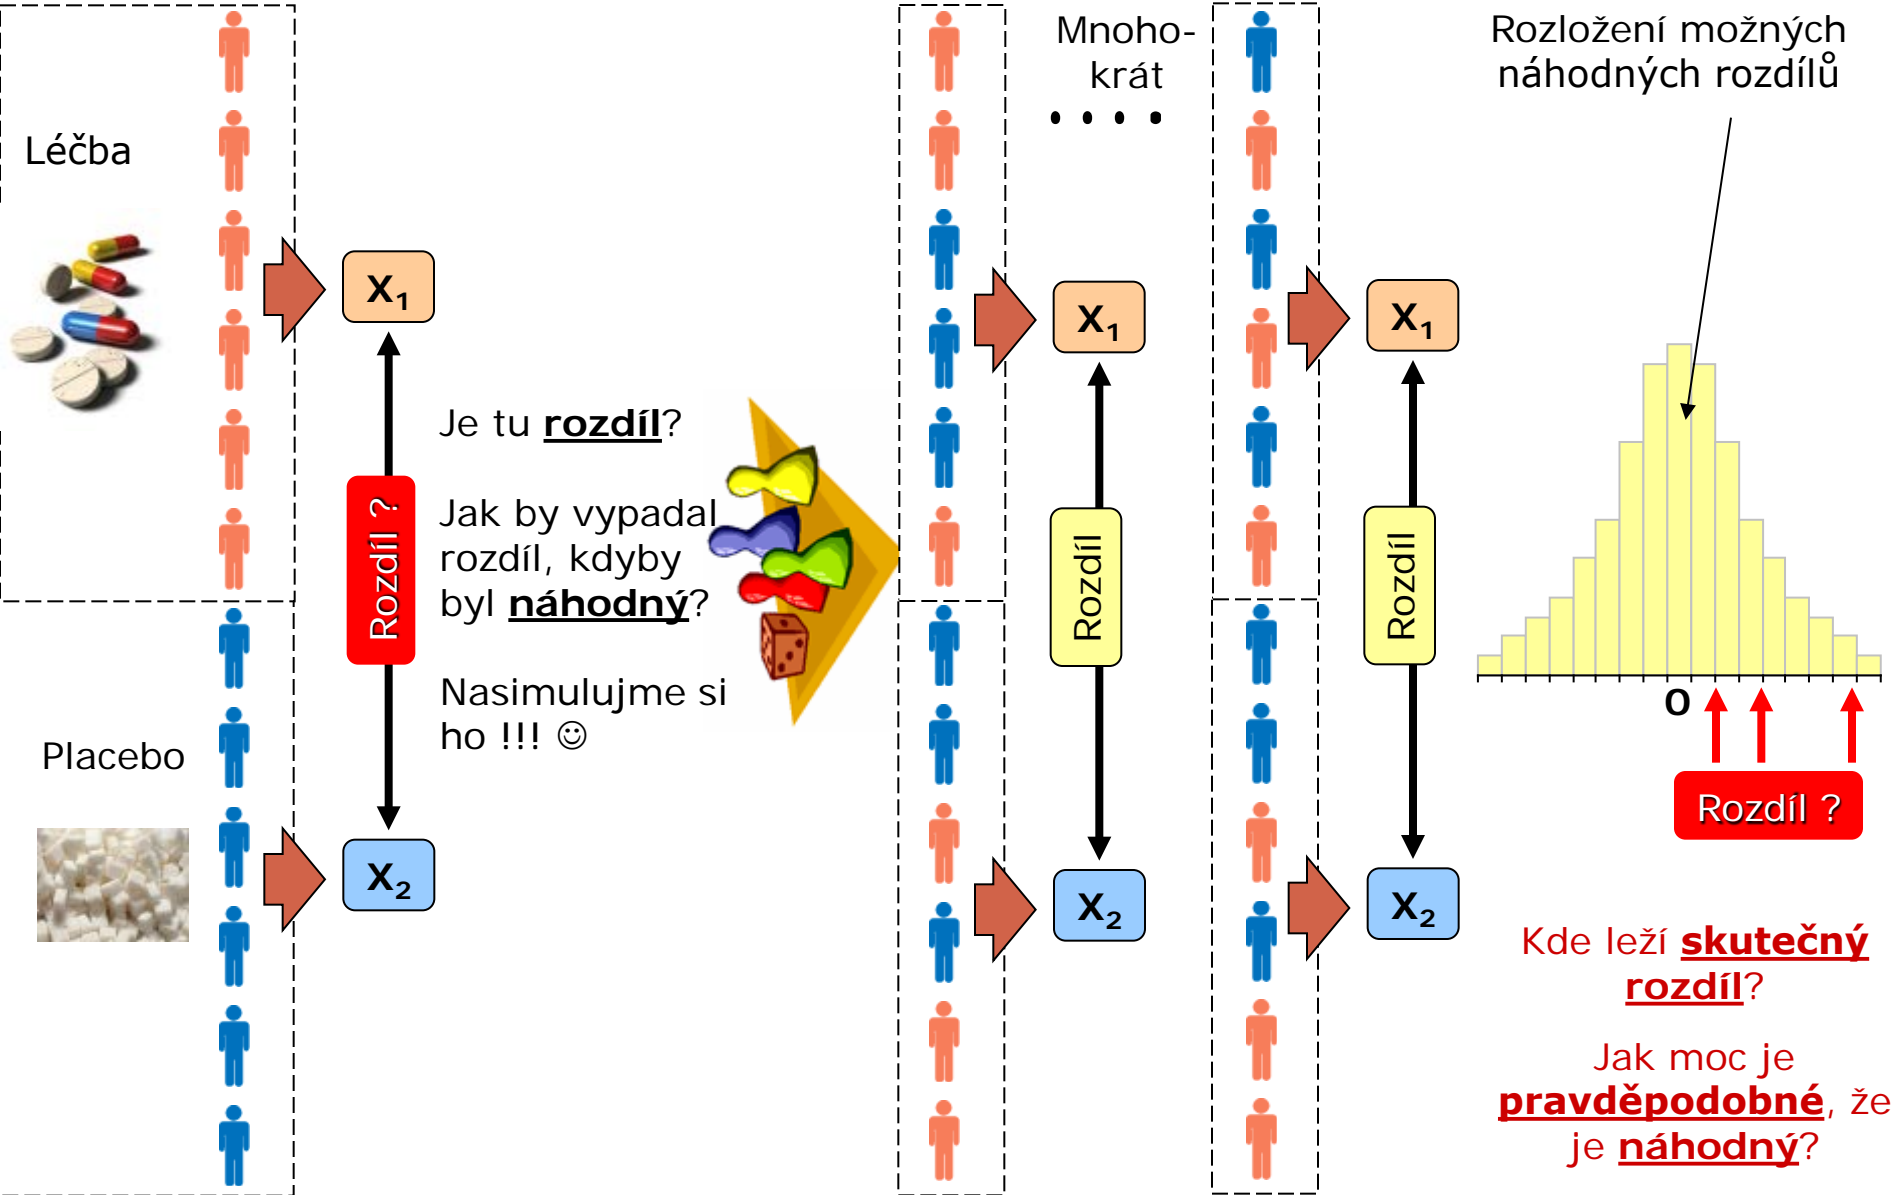 Léčba
Placebo
X1
Rozdíl ?
X2
Je tu rozdíl?
Jak by vypadal
rozdíl, kdyby
byl náhodný?
Nasimulujme si
ho !!! ☺
Mnoho-
krát
. . . .
X1
Rozdíl
X2
X1
Rozdíl
X2
Rozložení možných
náhodných rozdílů
0
Rozdíl ?
Kde leží skutečný
rozdíl?
Jak moc je
pravděpodobné, že
je náhodný?